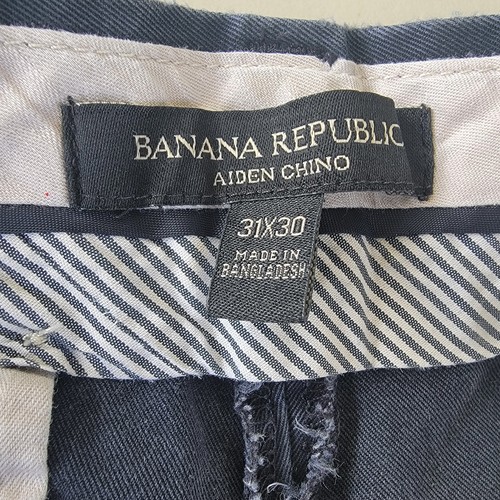 BANANA REPUBLIC
AIDEN CHINO
31X30
MADE IN
BANGLADESH